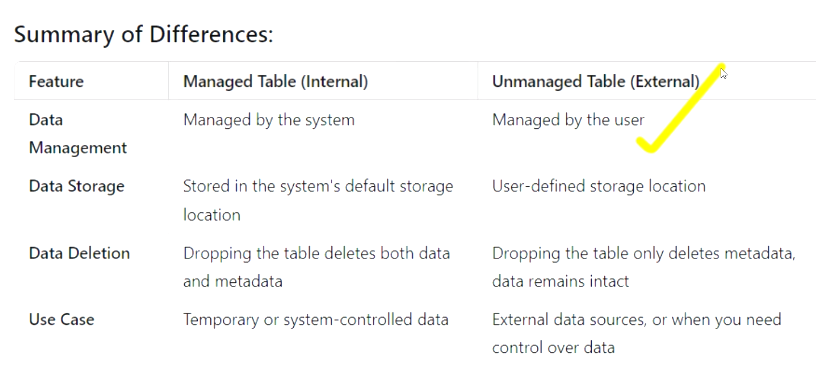 Summary of Differences:
Feature Managed Table (Internal) Unmanaged Table (External)
Data Management Managed by the system Managed by the user
Data Storage Stored in the system's default storage location User-defined storage location
Data Deletion Dropping the table deletes both data and metadata Dropping the table only deletes metadata, data remains intact
Use Case Temporary or system-controlled data External data sources, or when you need control over data